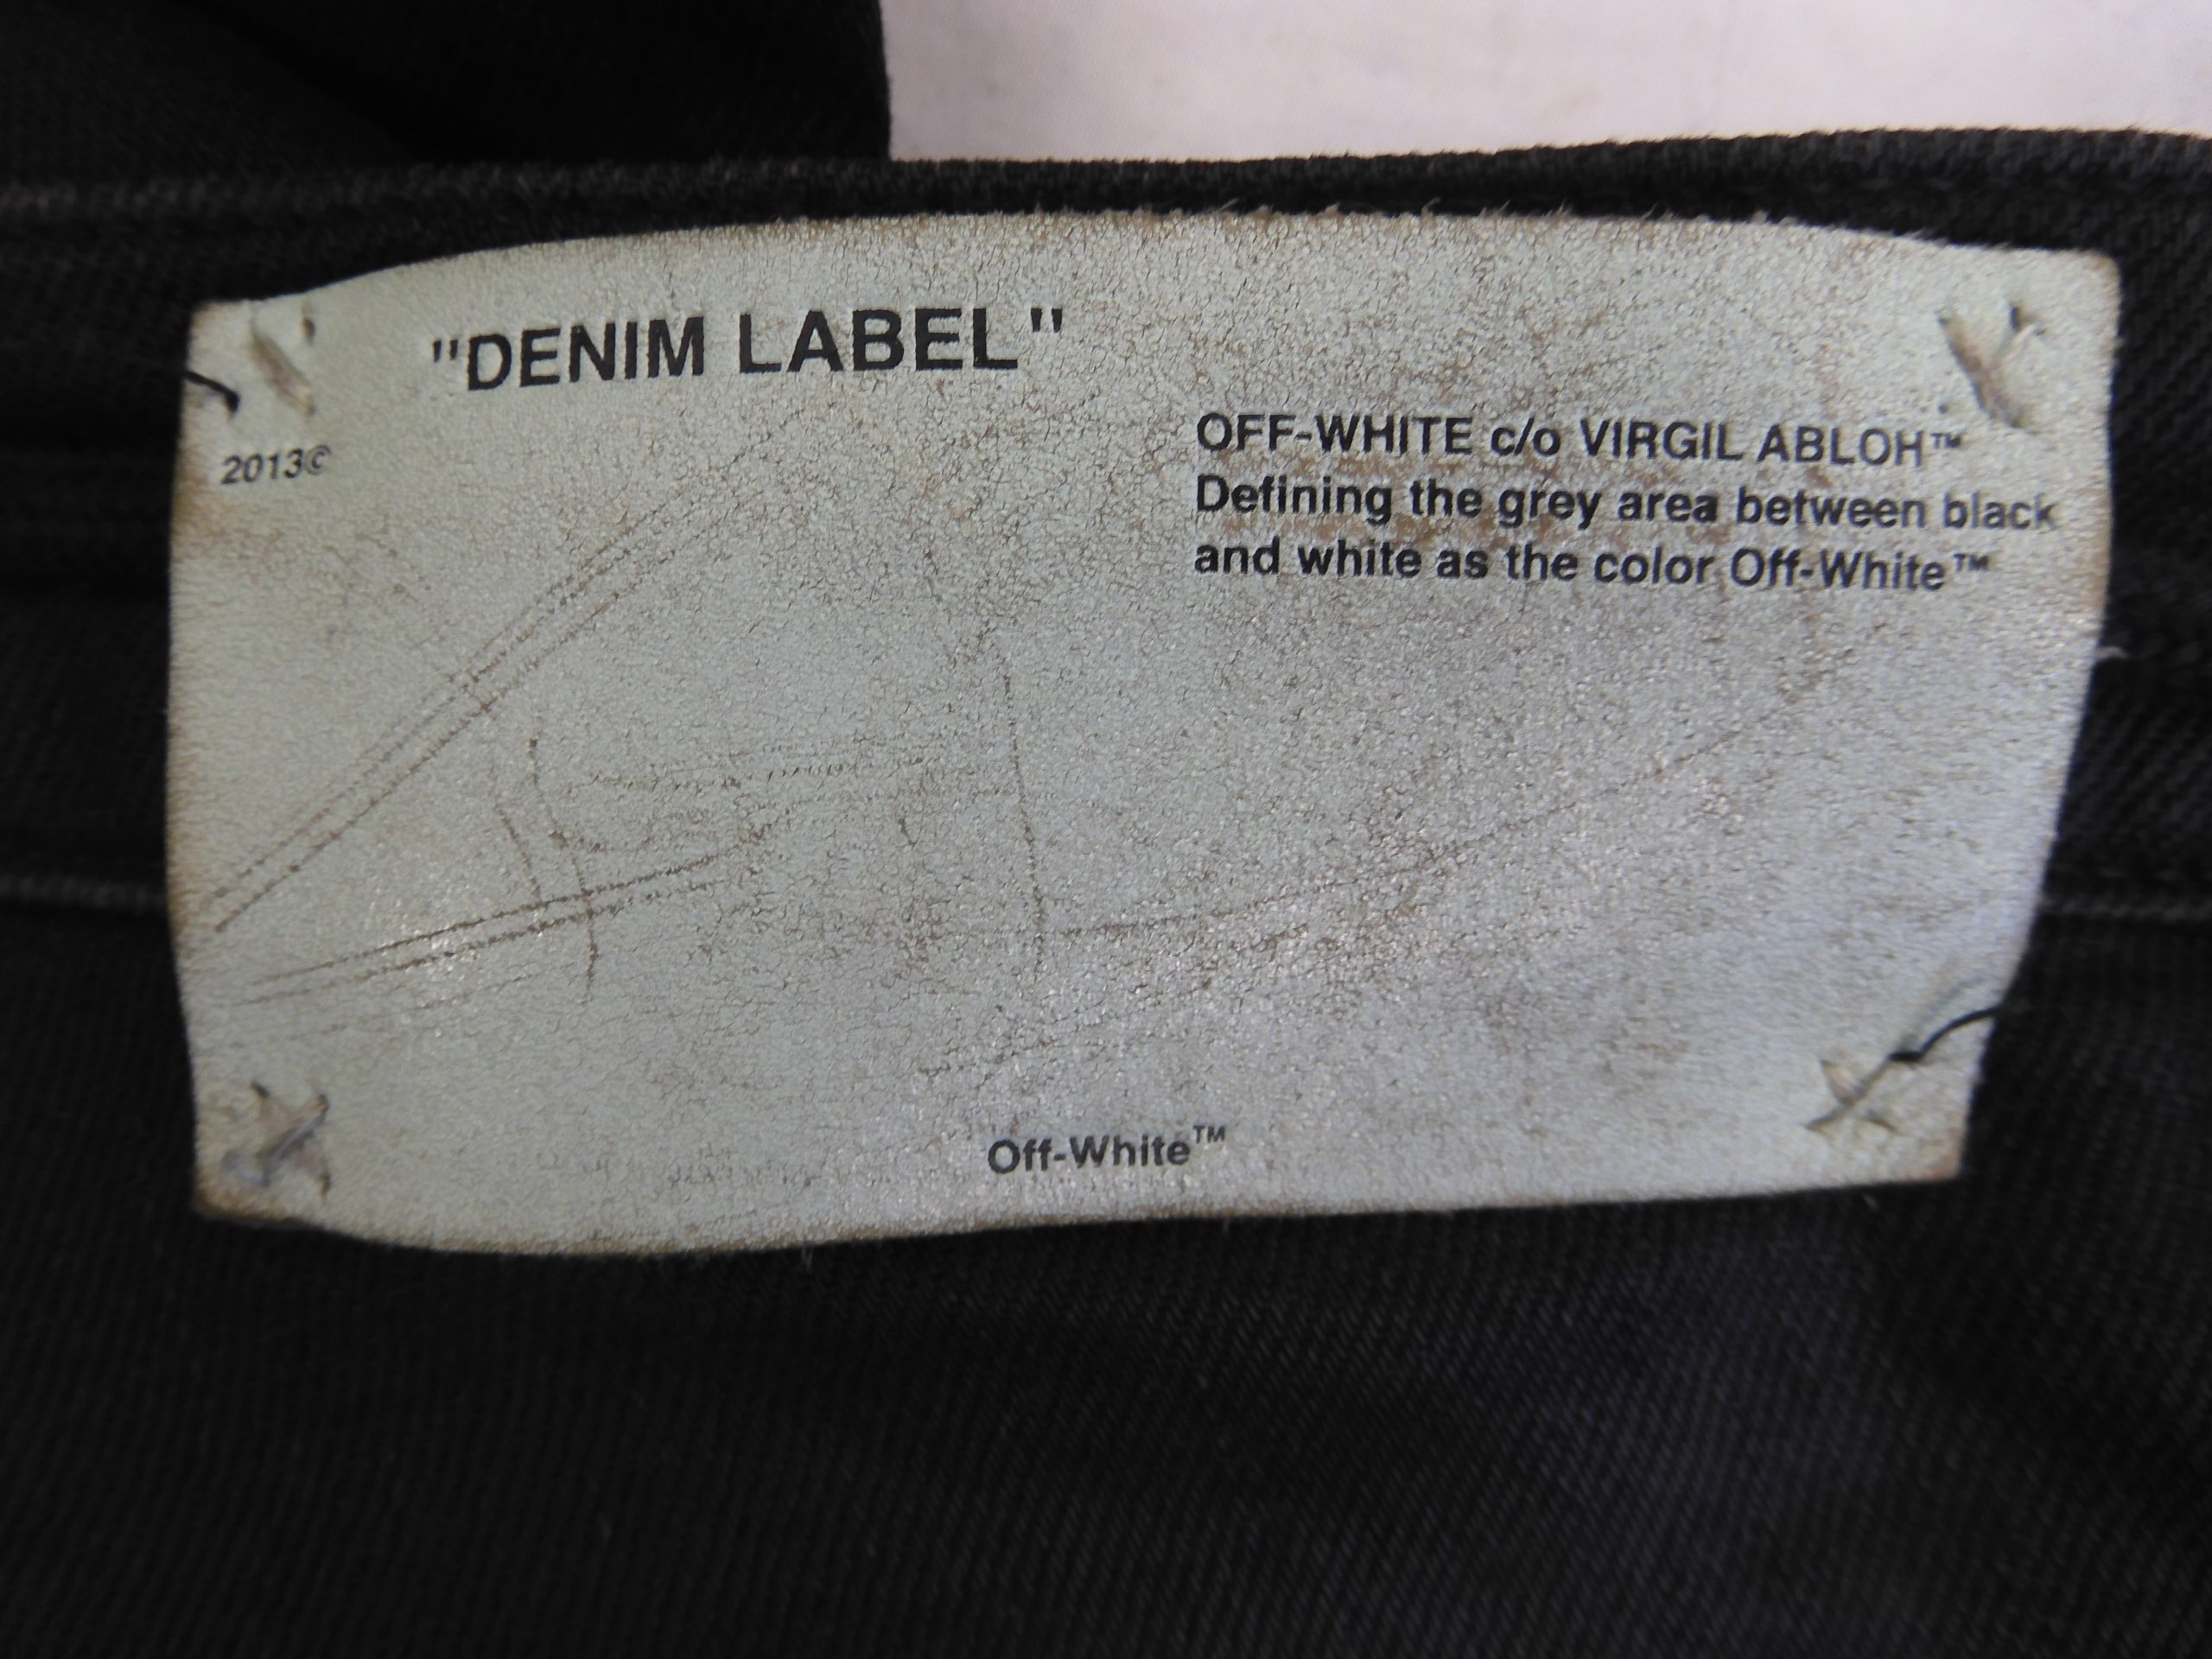 "DENIM LABEL"
2013©
OFF-WHITE c/o VIRGIL ABLOH™
Defining the grey area between black
and white as the color Off-White™
Off-White™